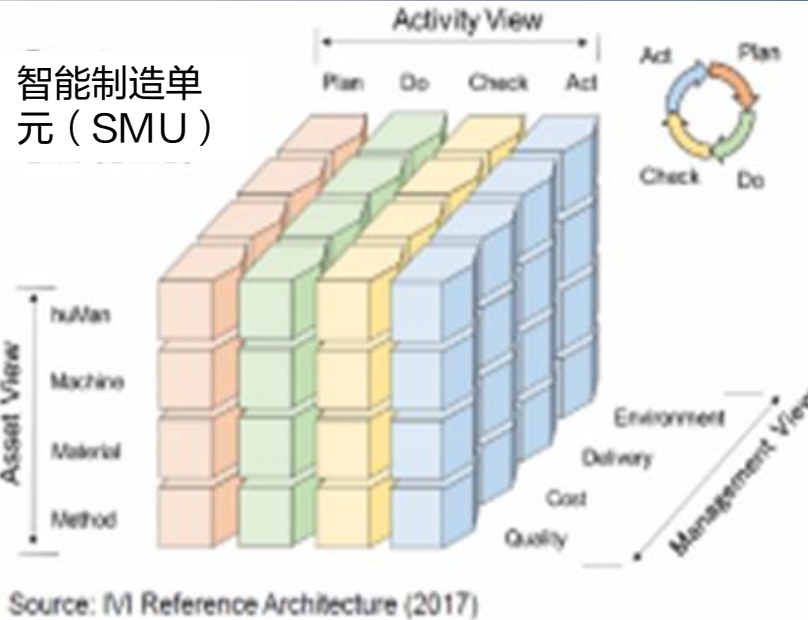 Activity View
智能制造单
元（SMU）
Plan Do Check Act
Act Plan
Check Do
Asset View
huMan
Machine
Material
Method
Environment
Delivery
Cost
Quality
Management View
Source: IVI Reference Architecture (2017)